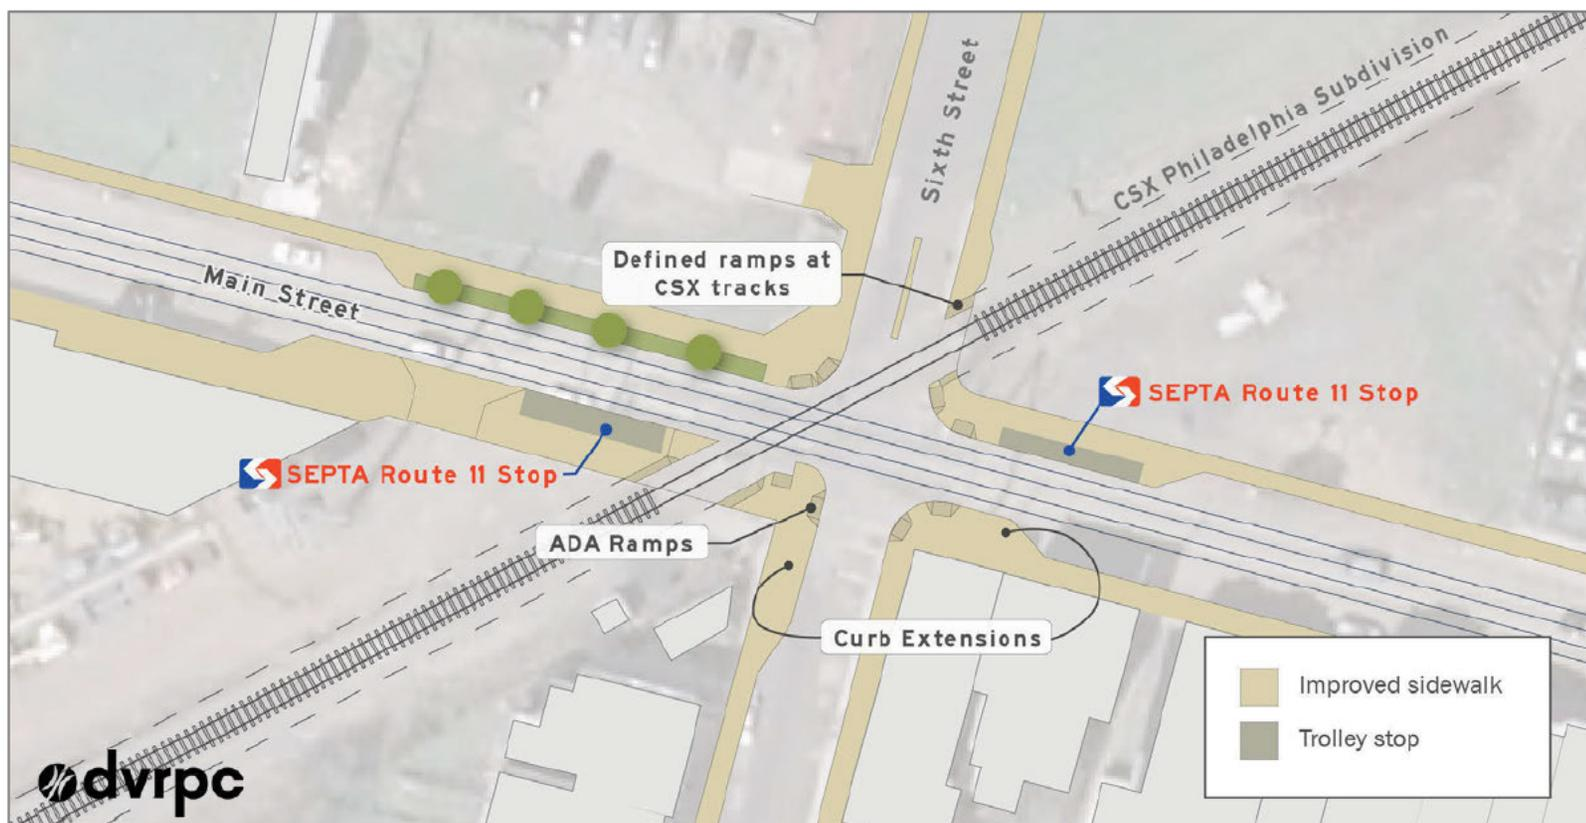 Sixth Street
CSX Philadelphia Subdivision
Defined ramps at
CSX tracks
Main Street
SEPTA Route 11 Stop
SEPTA Route 11 Stop
ADA Ramps
Curb Extensions
Improved sidewalk
Trolley stop
dvrpc